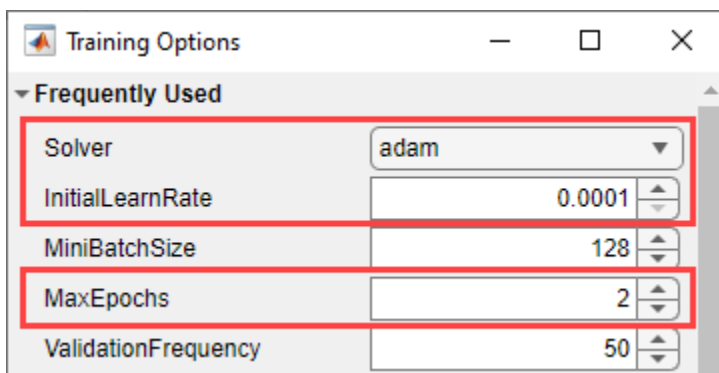 Training Options
Frequently Used
Solver adam
InitialLearnRate 0.0001
MiniBatchSize 128
MaxEpochs 2
ValidationFrequency 50